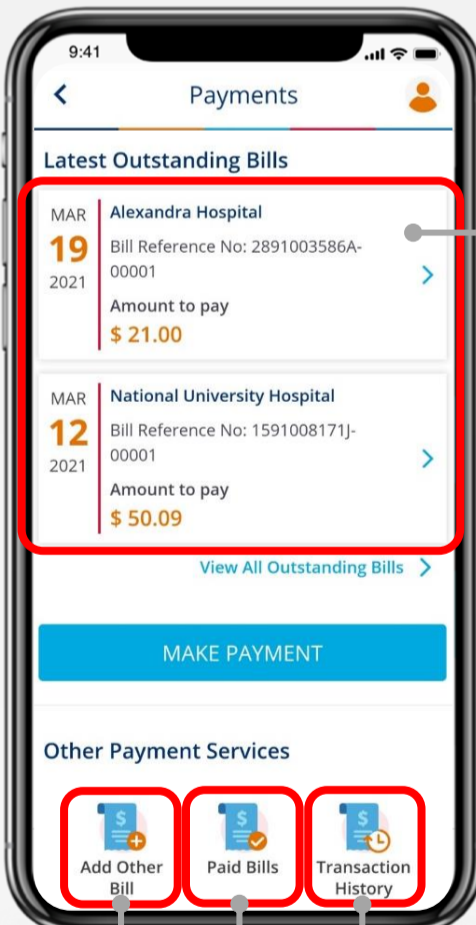 9:41
Payments
Latest Outstanding Bills
MAR
19
2021
Alexandra Hospital
Bill Reference No: 2891003586A-
00001
Amount to pay
$ 21.00
MAR
12
2021
National University Hospital
Bill Reference No: 1591008171J-
00001
Amount to pay
$ 50.09
View All Outstanding Bills
MAKE PAYMENT
Other Payment Services
Add Other
Bill
Paid Bills
Transaction
History